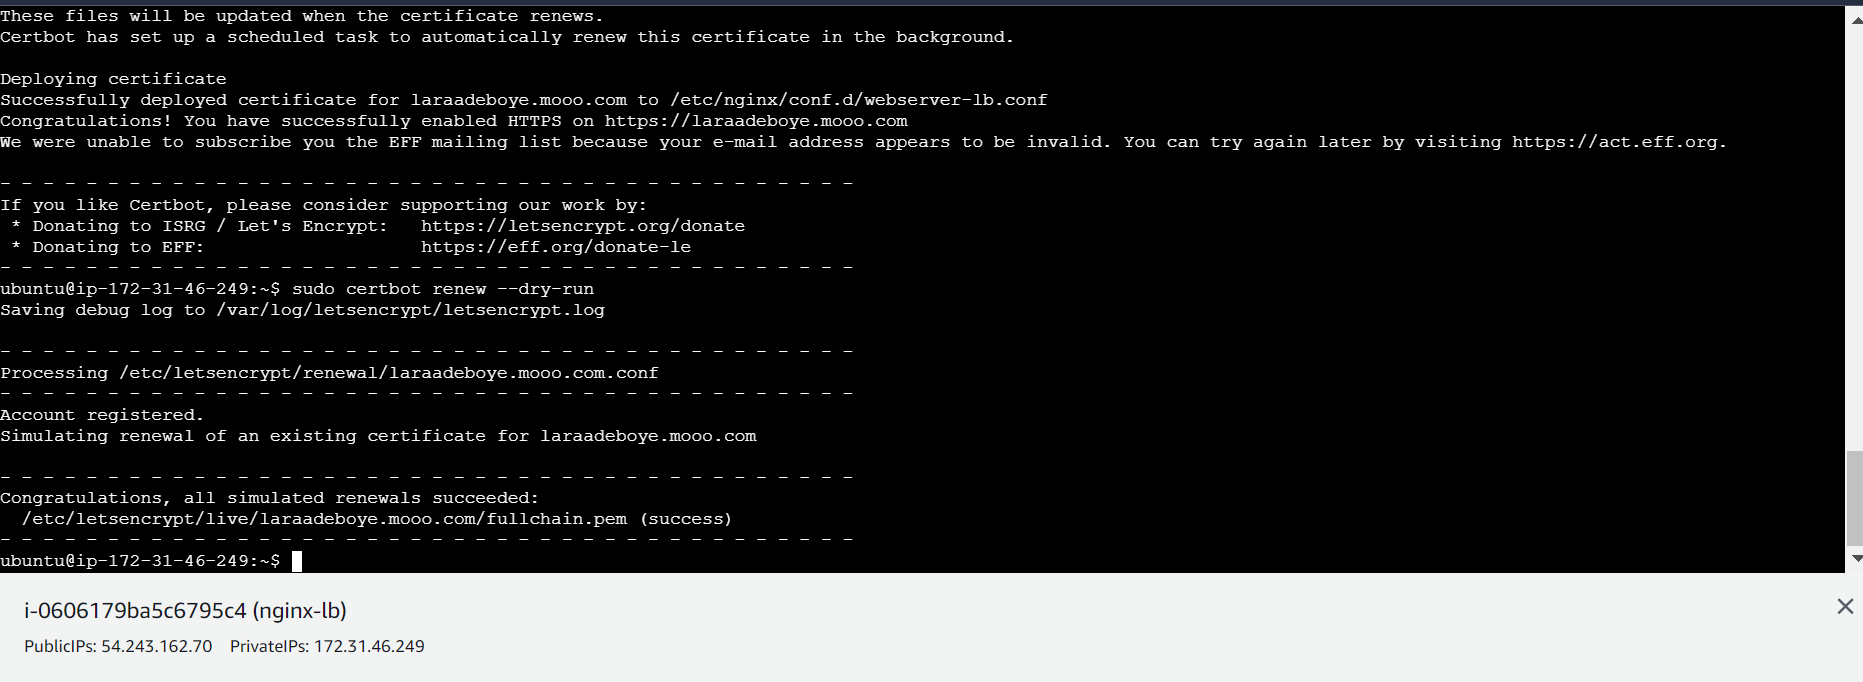 These files will be updated when the certificate renews.
Certbot has set up a scheduled task to automatically renew this certificate in the background.
Deploying certificate
Successfully deployed certificate for laraadeboye.mooo.com to /etc/nginx/conf.d/webserver-lb.conf
Congratulations! You have successfully enabled HTTPS on https://laraadeboye.mooo.com
We were unable to subscribe you the EFF mailing list because your e-mail address appears to be invalid. You can try again later by visiting https://act.eff.org.
- - - - - - - - - - - - - - - - - - - - - - - - - - - - - - - - - - - - - - - -
If you like Certbot, please consider supporting our work by:
* Donating to ISRG / Let's Encrypt:   https://letsencrypt.org/donate
* Donating to EFF:                    https://eff.org/donate-le
- - - - - - - - - - - - - - - - - - - - - - - - - - - - - - - - - - - - - - - -
ubuntu@ip-172-31-46-249:~$ sudo certbot renew --dry-run
Saving debug log to /var/log/letsencrypt/letsencrypt.log
- - - - - - - - - - - - - - - - - - - - - - - - - - - - - - - - - - - - - - - -
Processing /etc/letsencrypt/renewal/laraadeboye.mooo.com.conf
- - - - - - - - - - - - - - - - - - - - - - - - - - - - - - - - - - - - - - - -
Account registered.
Simulating renewal of an existing certificate for laraadeboye.mooo.com
- - - - - - - - - - - - - - - - - - - - - - - - - - - - - - - - - - - - - - - -
Congratulations, all simulated renewals succeeded:
/etc/letsencrypt/live/laraadeboye.mooo.com/fullchain.pem (success)
- - - - - - - - - - - - - - - - - - - - - - - - - - - - - - - - - - - - - - - -
ubuntu@ip-172-31-46-249:~$
i-0606179ba5c6795c4 (nginx-lb)
PublicIPs: 54.243.162.70 PrivateIPs: 172.31.46.249